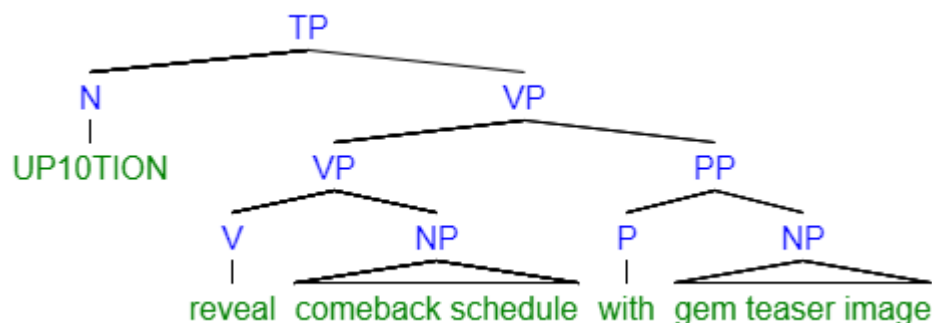 TP
N VP
UP10TION VP PP
V NP P NP
reveal comeback schedule with gem teaser image